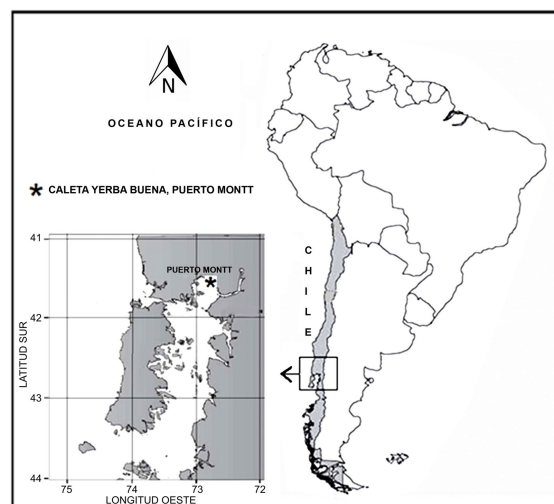 N
OCEANO PACÍFICO
CALETA YERBA BUENA, PUERTO MONTT
CHILE
41
42
43
44
PUERTO MONTT
LATITUD SUR
75
74
73
72
LONGITUD OESTE